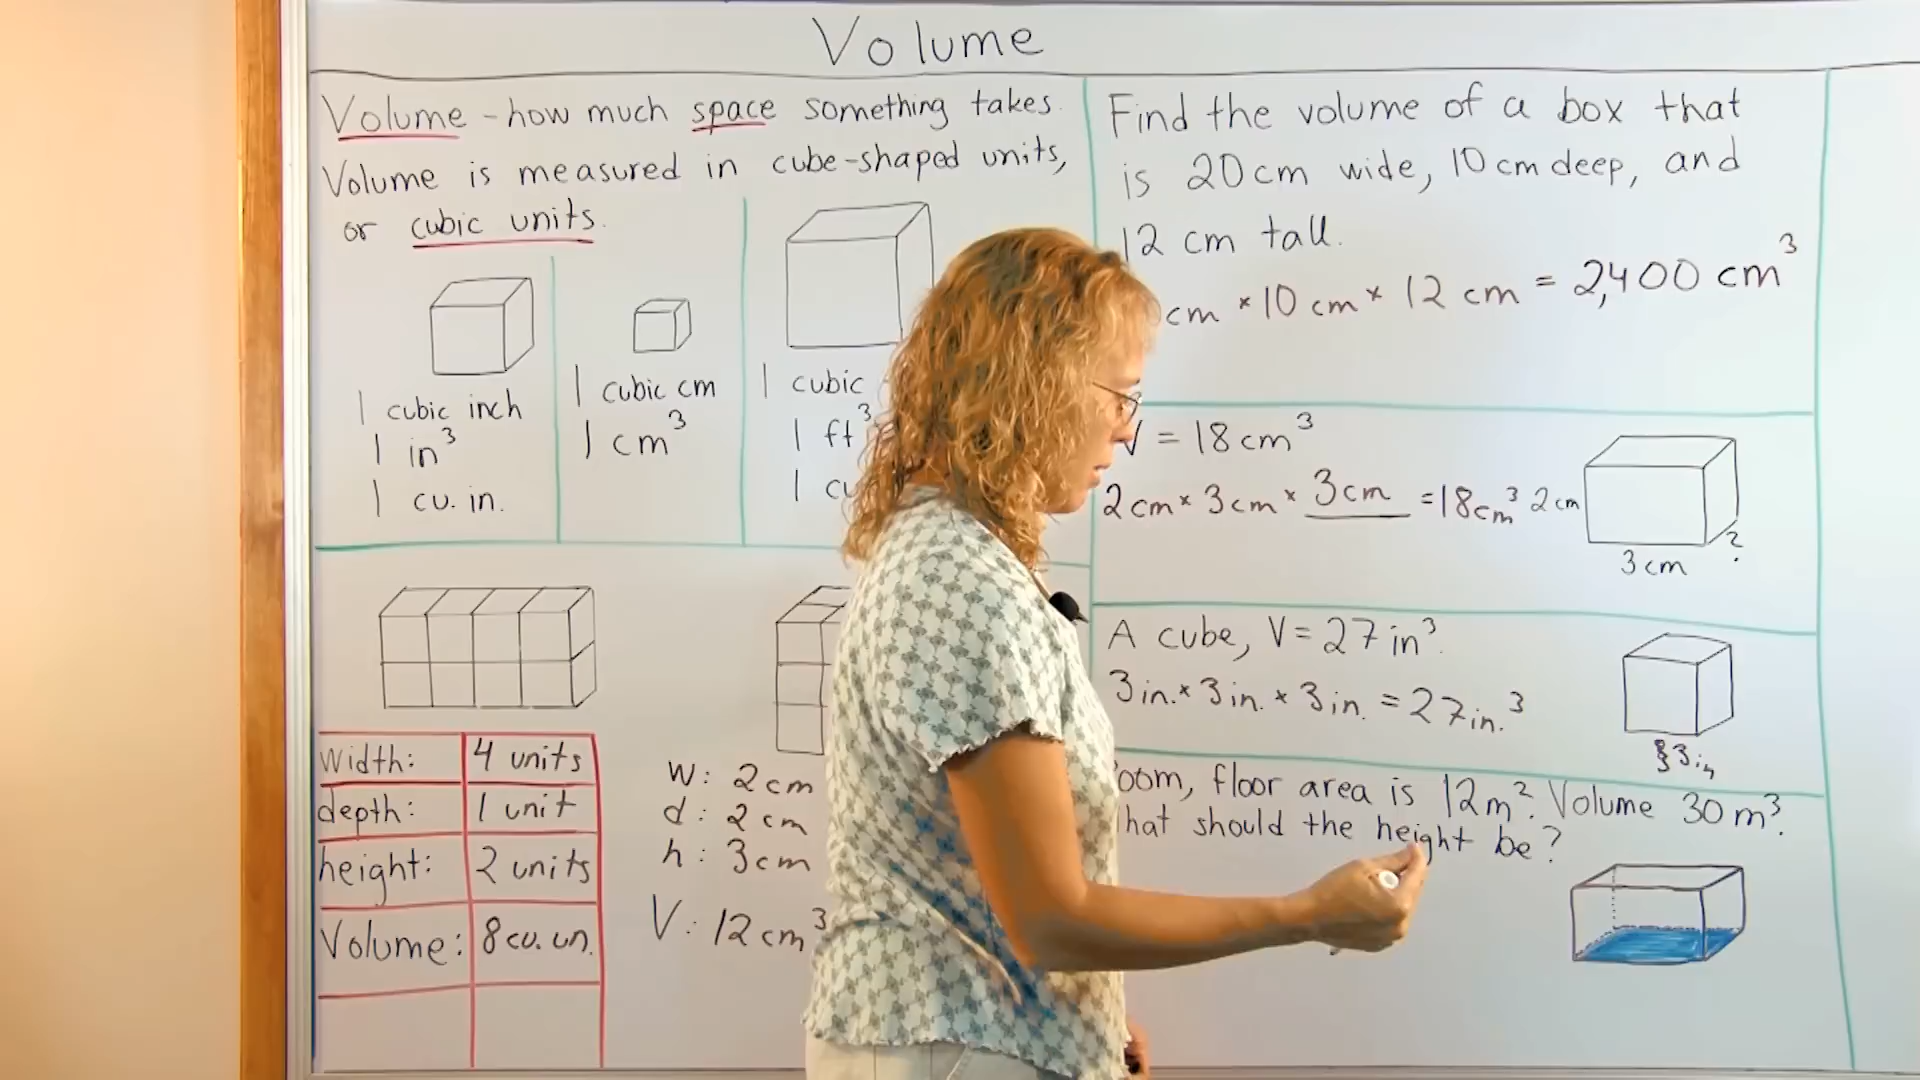 Volume
Volume - how much space something takes.
Volume is measured in cube-shaped units,
or cubic units.
1 cubic inch
1 in³
1 cu. in.
1 cubic cm
1 cm³
1 cubic
1 ft³
1 cu
width: 4 units
depth: 1 unit
height: 2 units
Volume: 8 cu. un.
W: 2 cm
d: 2 cm
h: 3 cm
V: 12 cm³
Find the volume of a box that
is 20 cm wide, 10 cm deep, and
12 cm tall.
cm × 10 cm × 12 cm = 2,400 cm³
V = 18 cm³
2 cm × 3 cm × 3 cm = 18 cm³
2 cm
3 cm
?
A cube, V = 27 in³.
3 in. × 3 in. × 3 in. = 27 in.³
3 in
oom, floor area is 12 m². Volume 30 m³.
hat should the height be?